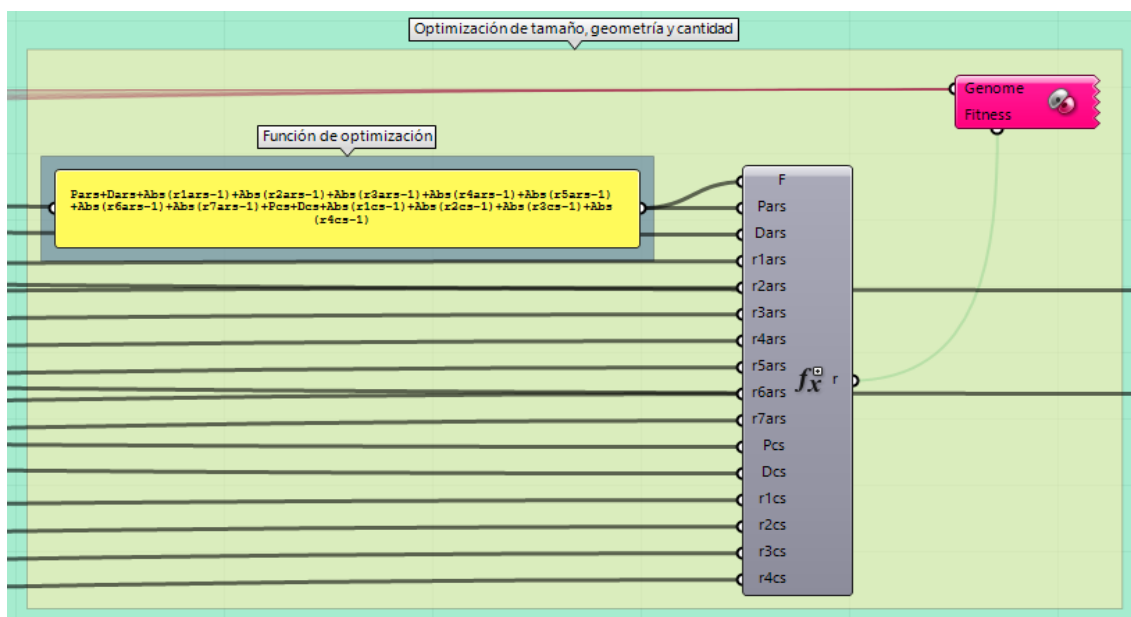 Optimización de tamaño, geometría y cantidad
Genome
Fitness
Función de optimización
Pars+Dars+Abs(r1ars-1)+Abs(r2ars-1)+Abs(r3ars-1)+Abs(r4ars-1)+Abs(r5ars-1)
+Abs(r6ars-1)+Abs(r7ars-1)+Pcs+Dcs+Abs(r1cs-1)+Abs(r2cs-1)+Abs(r3cs-1)+Abs
(r4cs-1)
F
Pars
Dars
r1ars
r2ars
r3ars
r4ars
r5ars
r6ars
r7ars
Pcs
Dcs
r1cs
r2cs
r3cs
r4cs
fx
r